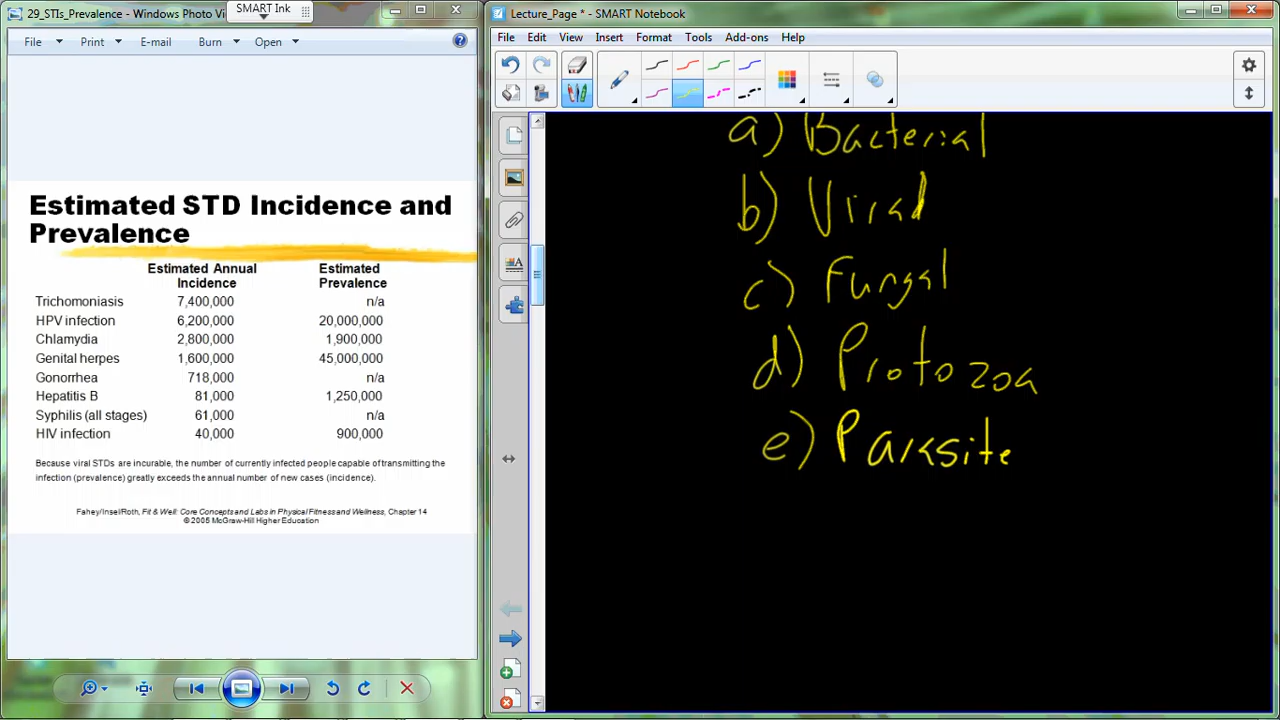 29_STIs_Prevalence - Windows Photo Vi
SMART Ink
File Print E-mail Burn Open
Estimated STD Incidence and
Prevalence
Estimated Annual Estimated
Incidence Prevalence
Trichomoniasis 7,400,000 n/a
HPV infection 6,200,000 20,000,000
Chlamydia 2,800,000 1,900,000
Genital herpes 1,600,000 45,000,000
Gonorrhea 718,000 n/a
Hepatitis B 81,000 1,250,000
Syphilis (all stages) 61,000 n/a
HIV infection 40,000 900,000
Because viral STDs are incurable, the number of currently infected people capable of transmitting the
infection (prevalence) greatly exceeds the annual number of new cases (incidence).
Fahey/Insel/Roth, Fit & Well: Core Concepts and Labs in Physical Fitness and Wellness, Chapter 14
© 2005 McGraw-Hill Higher Education
Lecture_Page * - SMART Notebook
File Edit View Insert Format Tools Add-ons Help
a) Bacterial
b) Viral
c) Fungal
d) Protozoa
e) Parasite